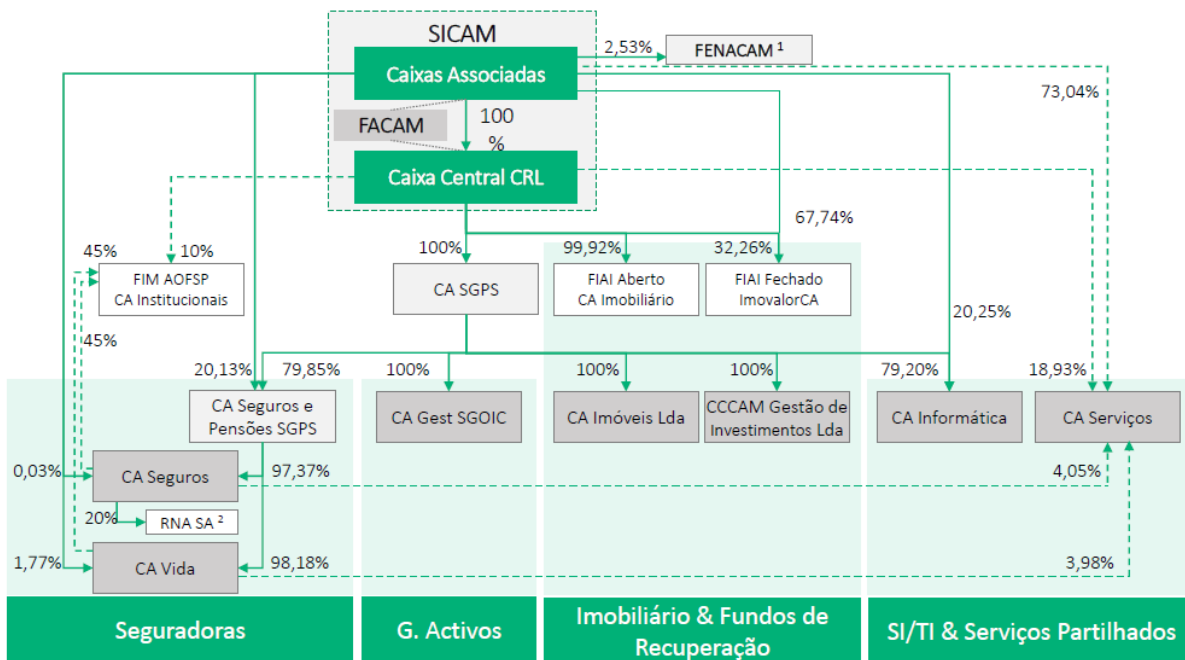 SICAM
Caixas Associadas
2,53%
FENACAM ¹
73,04%
FACAM
100
%
Caixa Central CRL
67,74%
45%
10%
100%
99,92%
32,26%
FIM AOFSP
CA Institucionais
CA SGPS
FIAI Aberto
CA Imobiliário
FIAI Fechado
ImovalorCA
20,25%
45%
20,13%
79,85%
100%
100%
100%
79,20%
18,93%
CA Seguros e
Pensões SGPS
CA Gest SGOIC
CA Imóveis Lda
CCCAM Gestão de
Investimentos Lda
CA Informática
CA Serviços
0,03%
CA Seguros
97,37%
4,05%
20%
RNA SA ²
1,77%
CA Vida
98,18%
3,98%
Seguradoras
G. Activos
Imobiliário & Fundos de
Recuperação
SI/TI & Serviços Partilhados